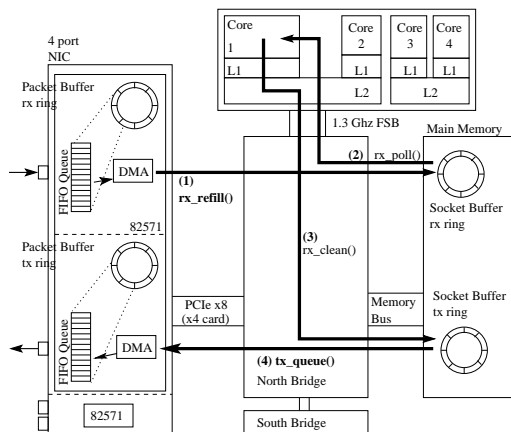 4 port
NIC
Packet Buffer
rx ring
FIFO Queue
DMA
82571
Packet Buffer
tx ring
FIFO Queue
DMA
82571
Core
1
L1
Core
2
L1
L2
Core
3
L1
Core
4
L1
L2
1.3 Ghz FSB
Main Memory
(1)
rx_refill()
(2) rx_poll()
Socket Buffer
rx ring
(3)
rx_clean()
PCIe x8
(x4 card)
Memory
Bus
Socket Buffer
tx ring
(4) tx_queue()
North Bridge
South Bridge